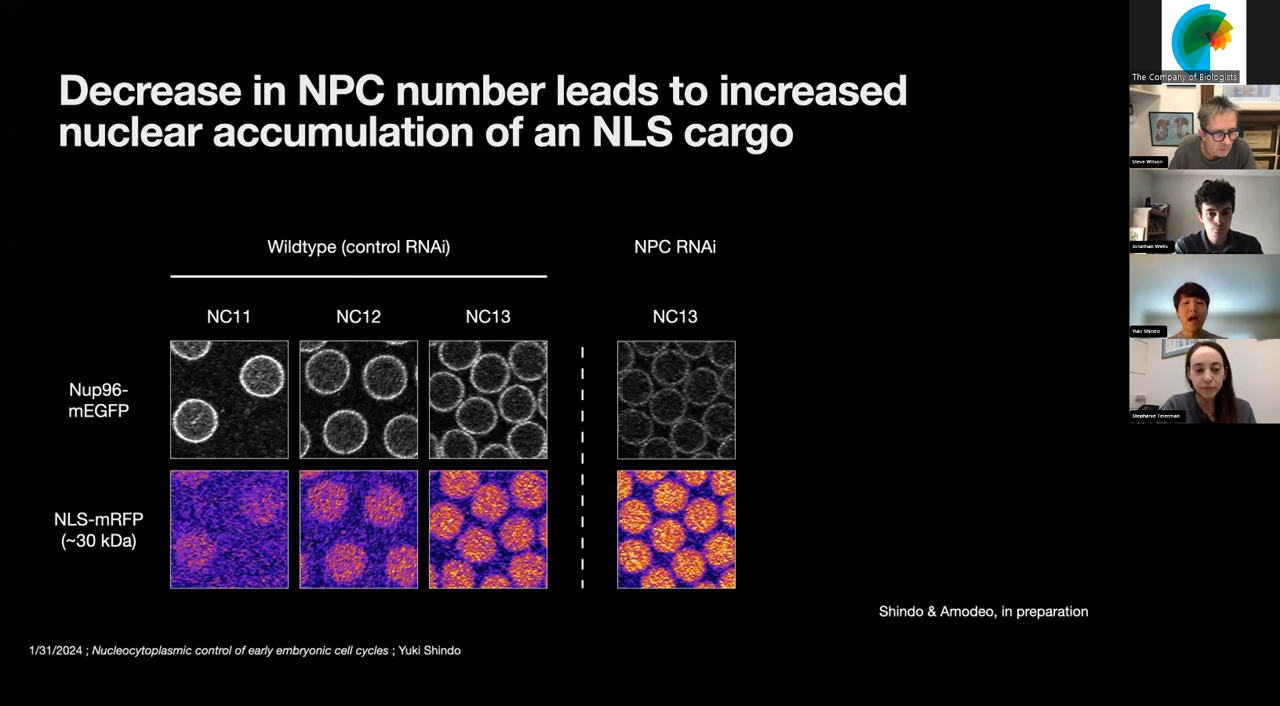 Decrease in NPC number leads to increased
nuclear accumulation of an NLS cargo
Wildtype (control RNAi)
NPC RNAi
NC11
NC12
NC13
NC13
Nup96-
mEGFP
NLS-mRFP
(~30 kDa)
Shindo & Amodeo, in preparation
1/31/2024 ; Nucleocytoplasmic control of early embryonic cell cycles ; Yuki Shindo
The Company of Biologists
Steve Wilson
Jonathan Wells
Yuki Shindo
Stephanie Telerman